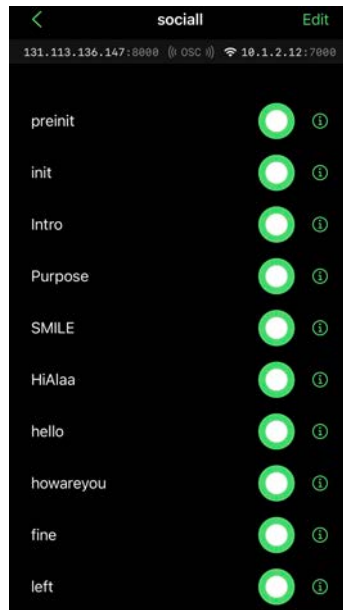 sociall Edit
131.113.136.147:8000 ((( OSC ))) 10.1.2.12:7000
preinit
init
Intro
Purpose
SMILE
HiAlaa
hello
howareyou
fine
left